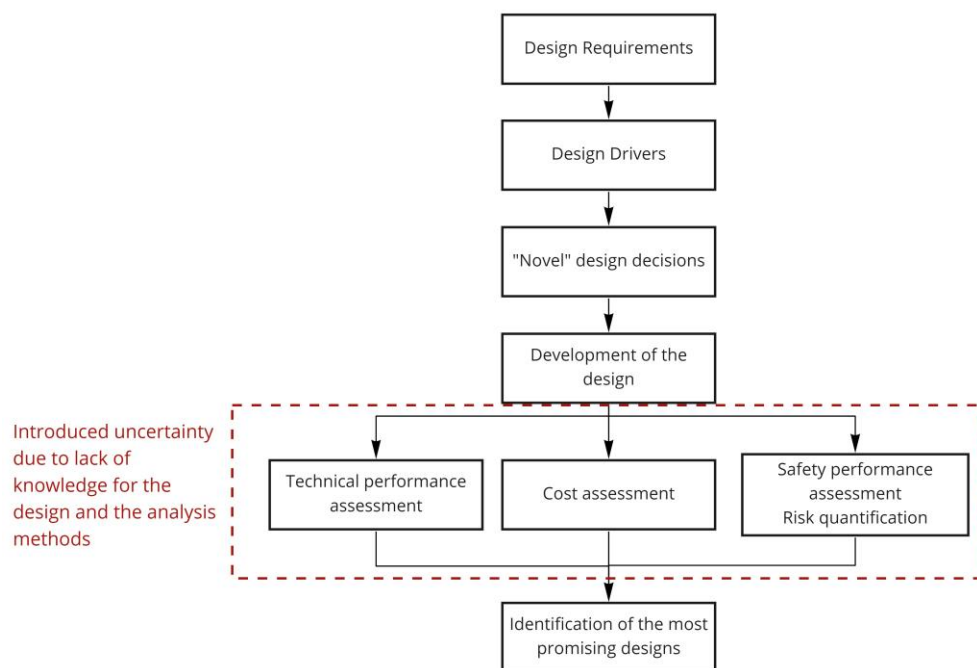 Design Requirements
Design Drivers
"Novel" design decisions
Development of the
design
Introduced uncertainty
due to lack of
knowledge for the
design and the analysis
methods
Technical performance
assessment
Cost assessment
Safety performance
assessment
Risk quantification
Identification of the most
promising designs